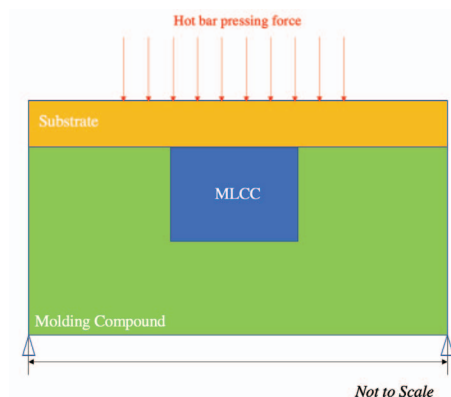 Hot bar pressing force
Substrate
MLCC
Molding Compound
Not to Scale